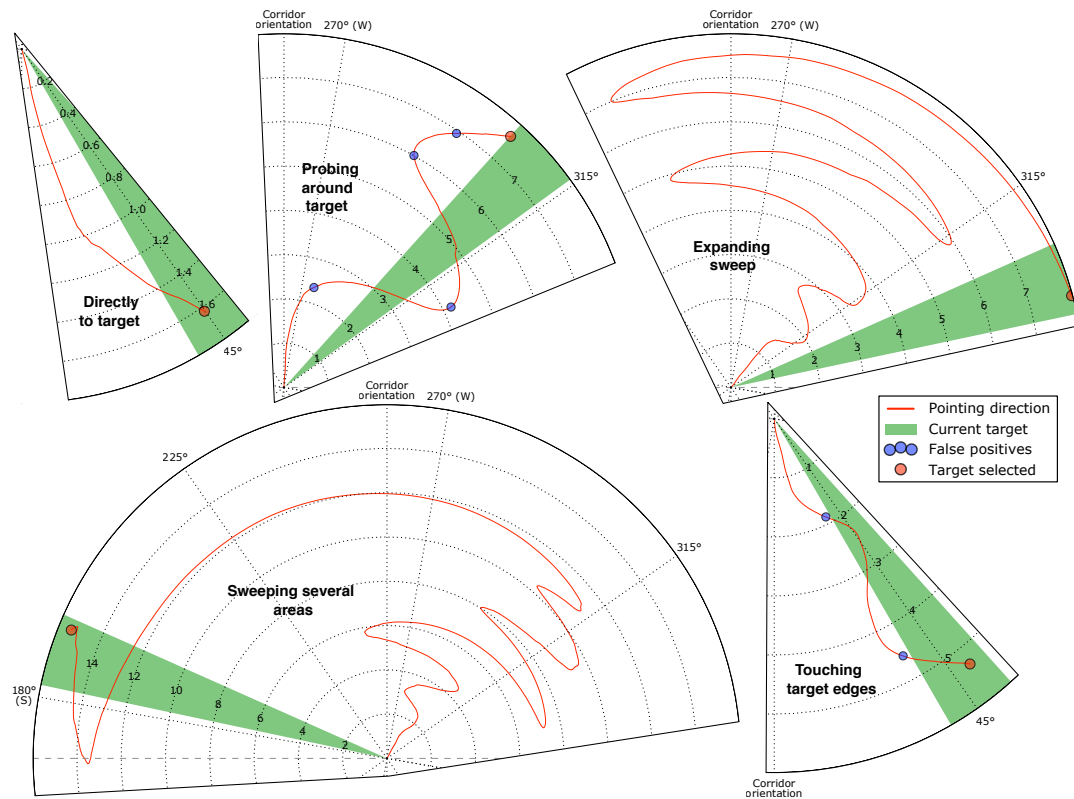 Corridor
orientation
270° (W)
0.2
0.4
0.6
0.8
1.0
1.2
1.4
1.6
45°
Directly
to target
Corridor
orientation
270° (W)
315°
1
2
3
4
5
6
7
Probing
around
target
315°
1
2
3
4
5
6
7
Expanding
sweep
Corridor
orientation
270° (W)
225°
315°
180°
(S)
14
12
10
8
6
4
2
Sweeping several
areas
Pointing direction
Current target
False positives
Target selected
1
2
3
4
5
45°
Touching
target edges
Corridor
orientation